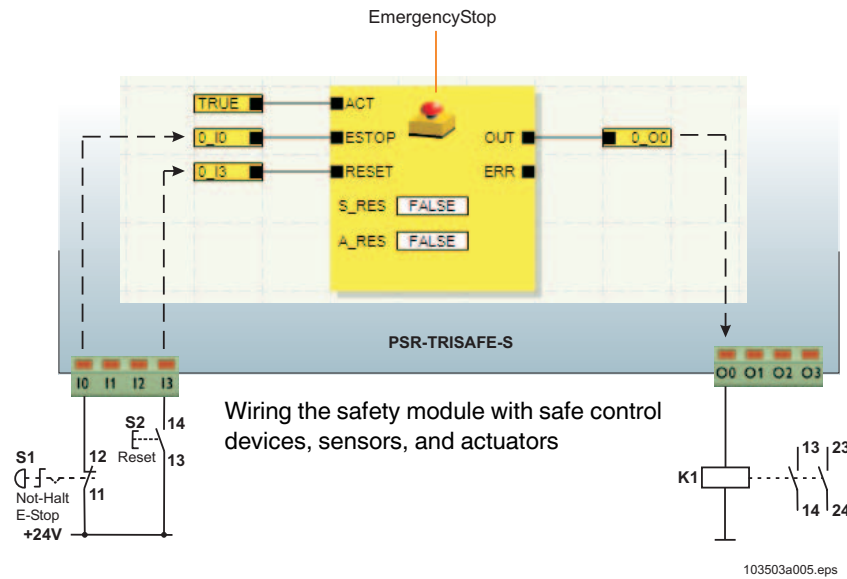 EmergencyStop
TRUE
ACT
0_I0
ESTOP
OUT
0_O0
0_I3
RESET
ERR
S_RES FALSE
A_RES FALSE
PSR-TRISAFE-S
I0 I1 I2 I3
O0 O1 O2 O3
Wiring the safety module with safe control
devices, sensors, and actuators
S2
14
Reset
13
S1
12
11
Not-Halt
E-Stop
+24V
K1
13 23
14 24
103503a005.eps